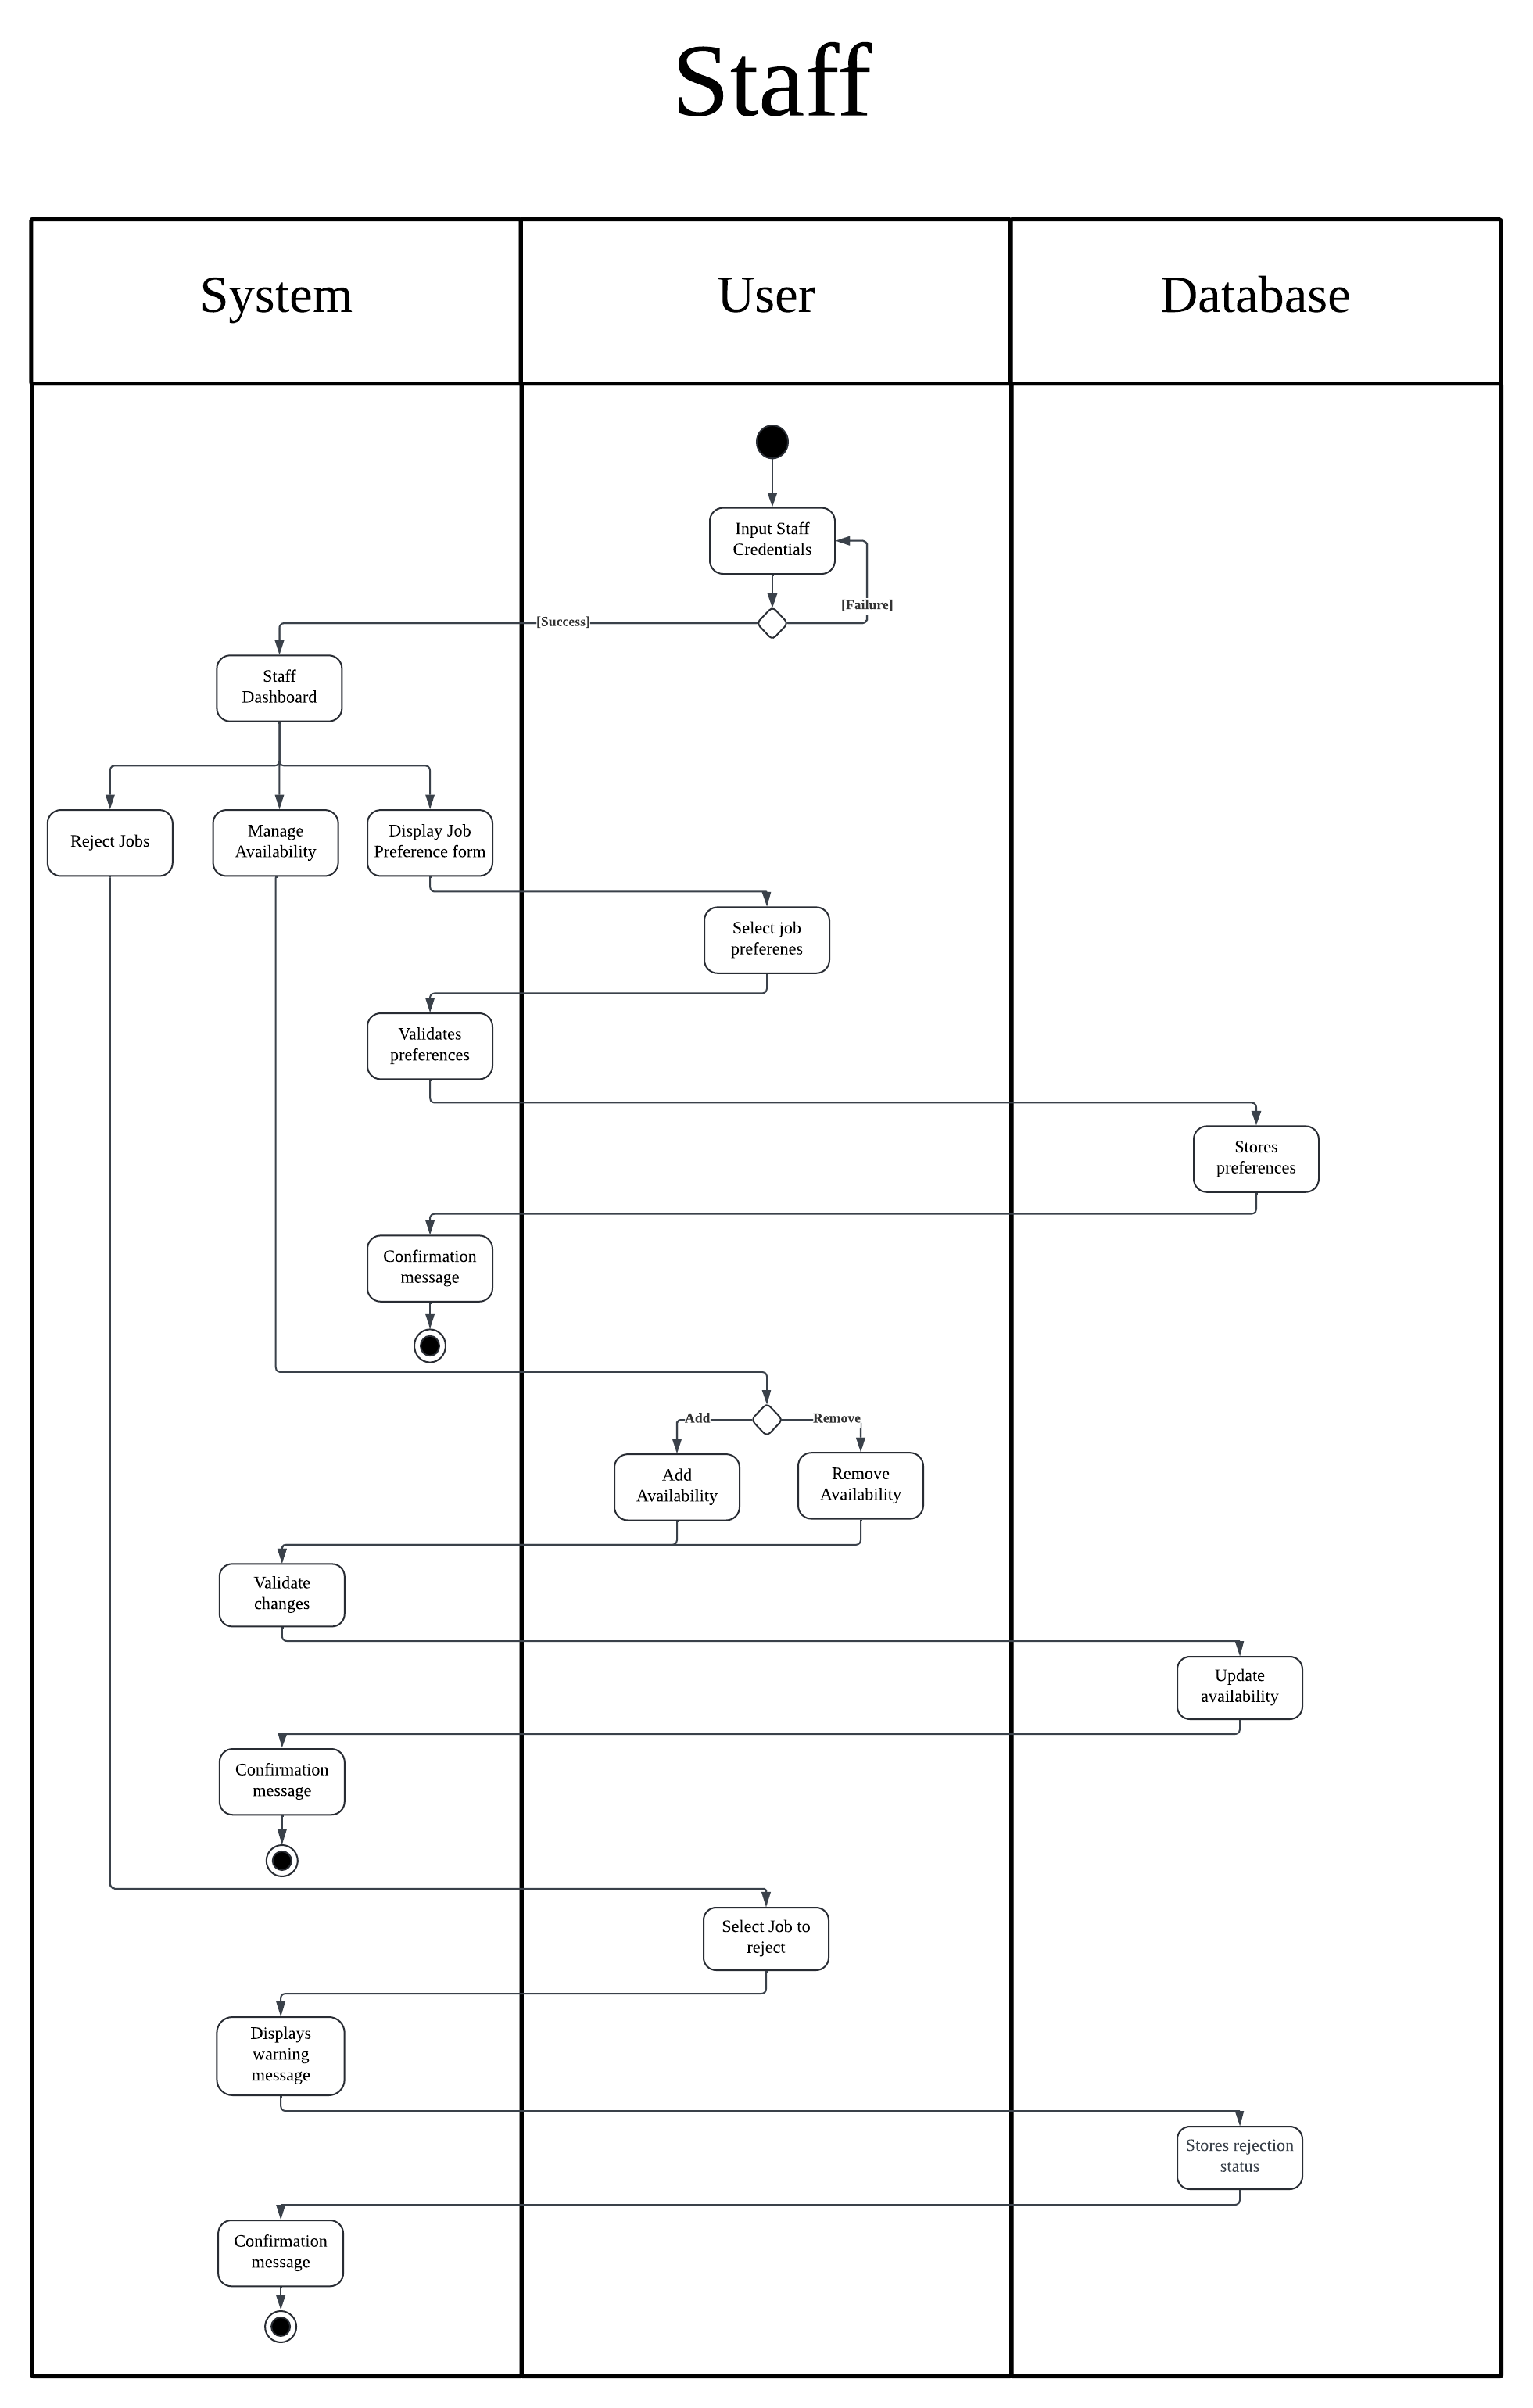 Staff
System
User
Database
Input Staff
Credentials
[Failure]
[Success]
Staff
Dashboard
Reject Jobs
Manage
Availability
Display Job
Preference form
Select job
preferenes
Validates
preferences
Stores
preferences
Confirmation
message
Add
Remove
Add
Availability
Remove
Availability
Validate
changes
Update
availability
Confirmation
message
Select Job to
reject
Displays
warning
message
Stores rejection
status
Confirmation
message